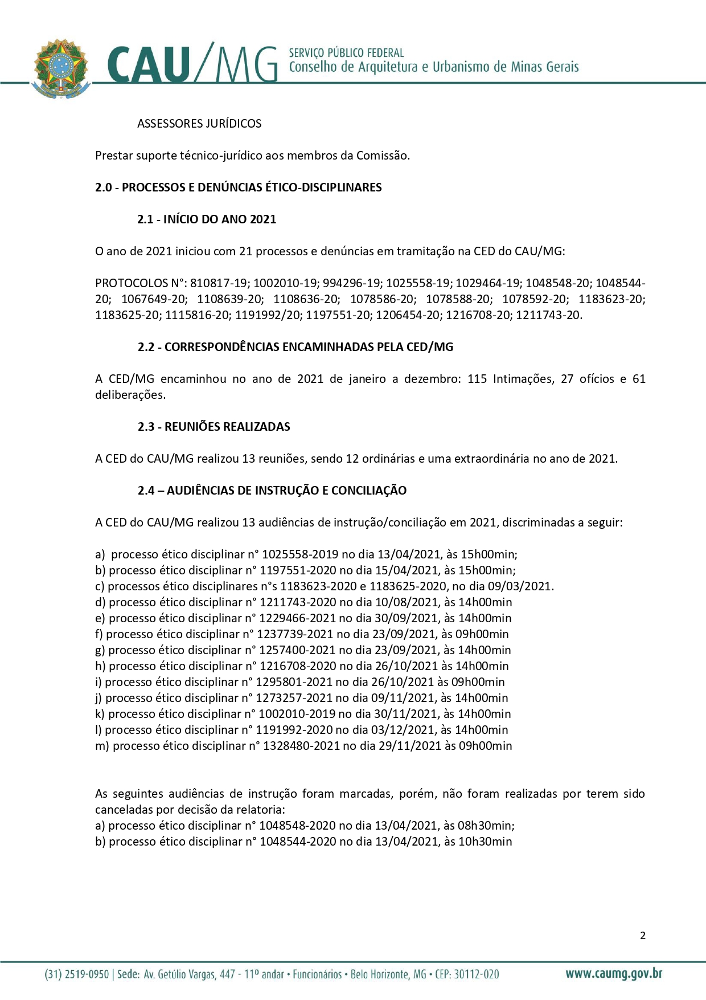 CAU/MG
SERVIÇO PÚBLICO FEDERAL
Conselho de Arquitetura e Urbanismo de Minas Gerais
ASSESSORES JURÍDICOS
Prestar suporte técnico-jurídico aos membros da Comissão.
2.0 - PROCESSOS E DENÚNCIAS ÉTICO-DISCIPLINARES
2.1 - INÍCIO DO ANO 2021
O ano de 2021 iniciou com 21 processos e denúncias em tramitação na CED do CAU/MG:
PROTOCOLOS N°: 810817-19; 1002010-19; 994296-19; 1025558-19; 1029464-19; 1048548-20; 1048544-
20; 1067649-20; 1108639-20; 1108636-20; 1078586-20; 1078588-20; 1078592-20; 1183623-20;
1183625-20; 1115816-20; 1191992/20; 1197551-20; 1206454-20; 1216708-20; 1211743-20.
2.2 - CORRESPONDÊNCIAS ENCAMINHADAS PELA CED/MG
A CED/MG encaminhou no ano de 2021 de janeiro a dezembro: 115 Intimações, 27 ofícios e 61
deliberações.
2.3 - REUNIÕES REALIZADAS
A CED do CAU/MG realizou 13 reuniões, sendo 12 ordinárias e uma extraordinária no ano de 2021.
2.4 – AUDIÊNCIAS DE INSTRUÇÃO E CONCILIAÇÃO
A CED do CAU/MG realizou 13 audiências de instrução/conciliação em 2021, discriminadas a seguir:
a) processo ético disciplinar n° 1025558-2019 no dia 13/04/2021, às 15h00min;
b) processo ético disciplinar n° 1197551-2020 no dia 15/04/2021, às 15h00min;
c) processos ético disciplinares n°s 1183623-2020 e 1183625-2020, no dia 09/03/2021.
d) processo ético disciplinar n° 1211743-2020 no dia 10/08/2021, às 14h00min
e) processo ético disciplinar n° 1229466-2021 no dia 30/09/2021, às 14h00min
f) processo ético disciplinar n° 1237739-2021 no dia 23/09/2021, às 09h00min
g) processo ético disciplinar n° 1257400-2021 no dia 23/09/2021, às 14h00min
h) processo ético disciplinar n° 1216708-2020 no dia 26/10/2021 às 14h00min
i) processo ético disciplinar n° 1295801-2021 no dia 26/10/2021 às 09h00min
j) processo ético disciplinar n° 1273257-2021 no dia 09/11/2021, às 14h00min
k) processo ético disciplinar n° 1002010-2019 no dia 30/11/2021, às 14h00min
l) processo ético disciplinar n° 1191992-2020 no dia 03/12/2021, às 14h00min
m) processo ético disciplinar n° 1328480-2021 no dia 29/11/2021 às 09h00min
As seguintes audiências de instrução foram marcadas, porém, não foram realizadas por terem sido
canceladas por decisão da relatoria:
a) processo ético disciplinar n° 1048548-2020 no dia 13/04/2021, às 08h30min;
b) processo ético disciplinar n° 1048544-2020 no dia 13/04/2021, às 10h30min
2
(31) 2519-0950 | Sede: Av. Getúlio Vargas, 447 - 11º andar • Funcionários • Belo Horizonte, MG • CEP: 30112-020
www.caumg.gov.br